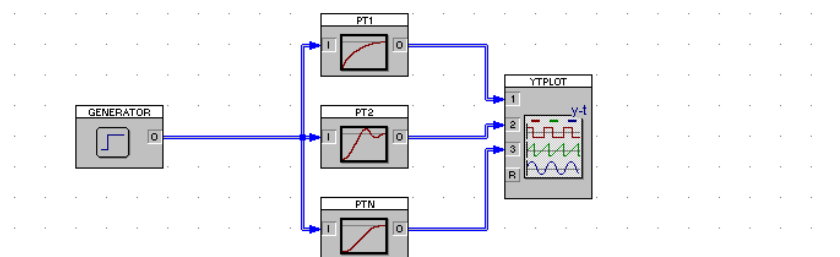 PT1
I
O
YTPLOT
1
y-t
GENERATOR
O
PT2
I
O
2
3
R
PTN
I
O